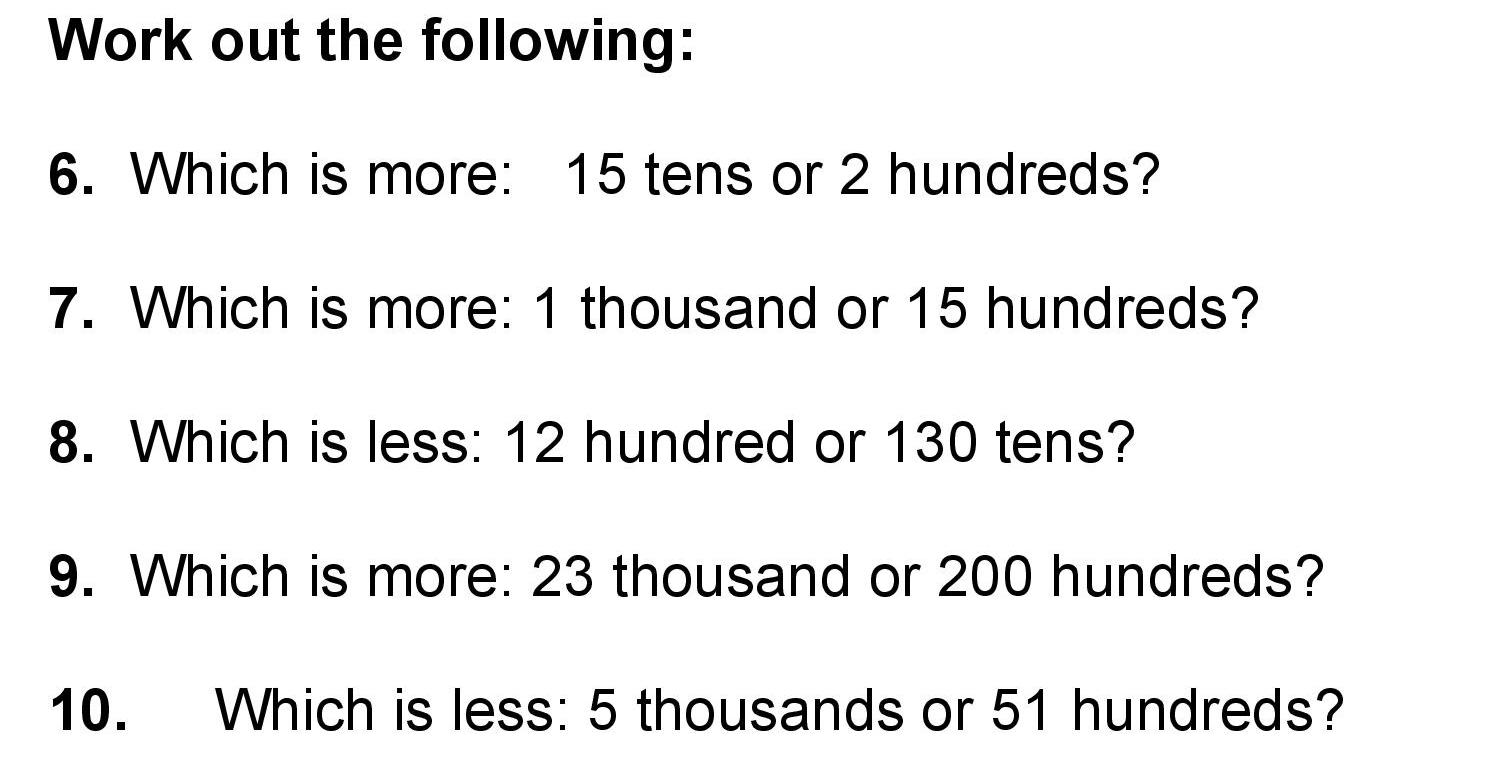 Work out the following:
6. Which is more: 15 tens or 2 hundreds?
7. Which is more: 1 thousand or 15 hundreds?
8. Which is less: 12 hundred or 130 tens?
9. Which is more: 23 thousand or 200 hundreds?
10. Which is less: 5 thousands or 51 hundreds?